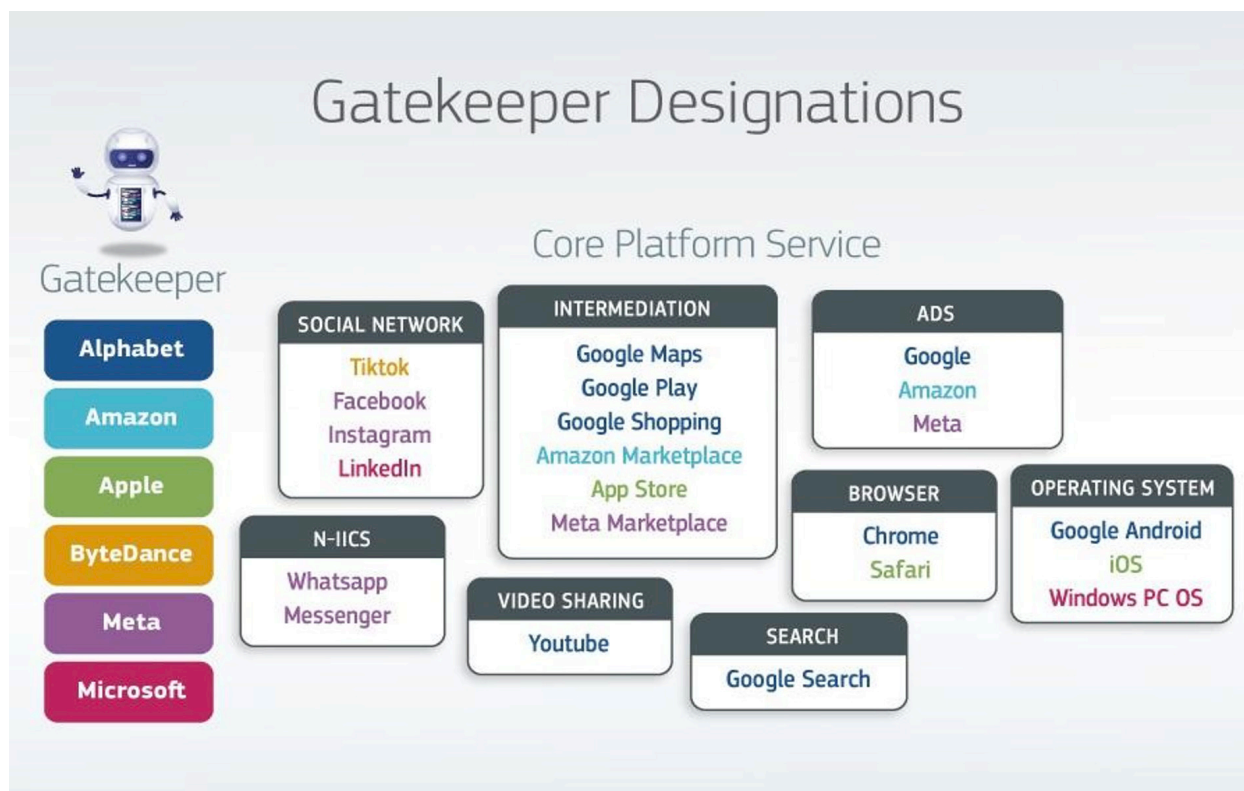 Gatekeeper Designations
Gatekeeper
Alphabet
Amazon
Apple
ByteDance
Meta
Microsoft
Core Platform Service
SOCIAL NETWORK
Tiktok
Facebook
Instagram
LinkedIn
N-IICS
Whatsapp
Messenger
INTERMEDIATION
Google Maps
Google Play
Google Shopping
Amazon Marketplace
App Store
Meta Marketplace
VIDEO SHARING
Youtube
ADS
Google
Amazon
Meta
BROWSER
Chrome
Safari
SEARCH
Google Search
OPERATING SYSTEM
Google Android
iOS
Windows PC OS